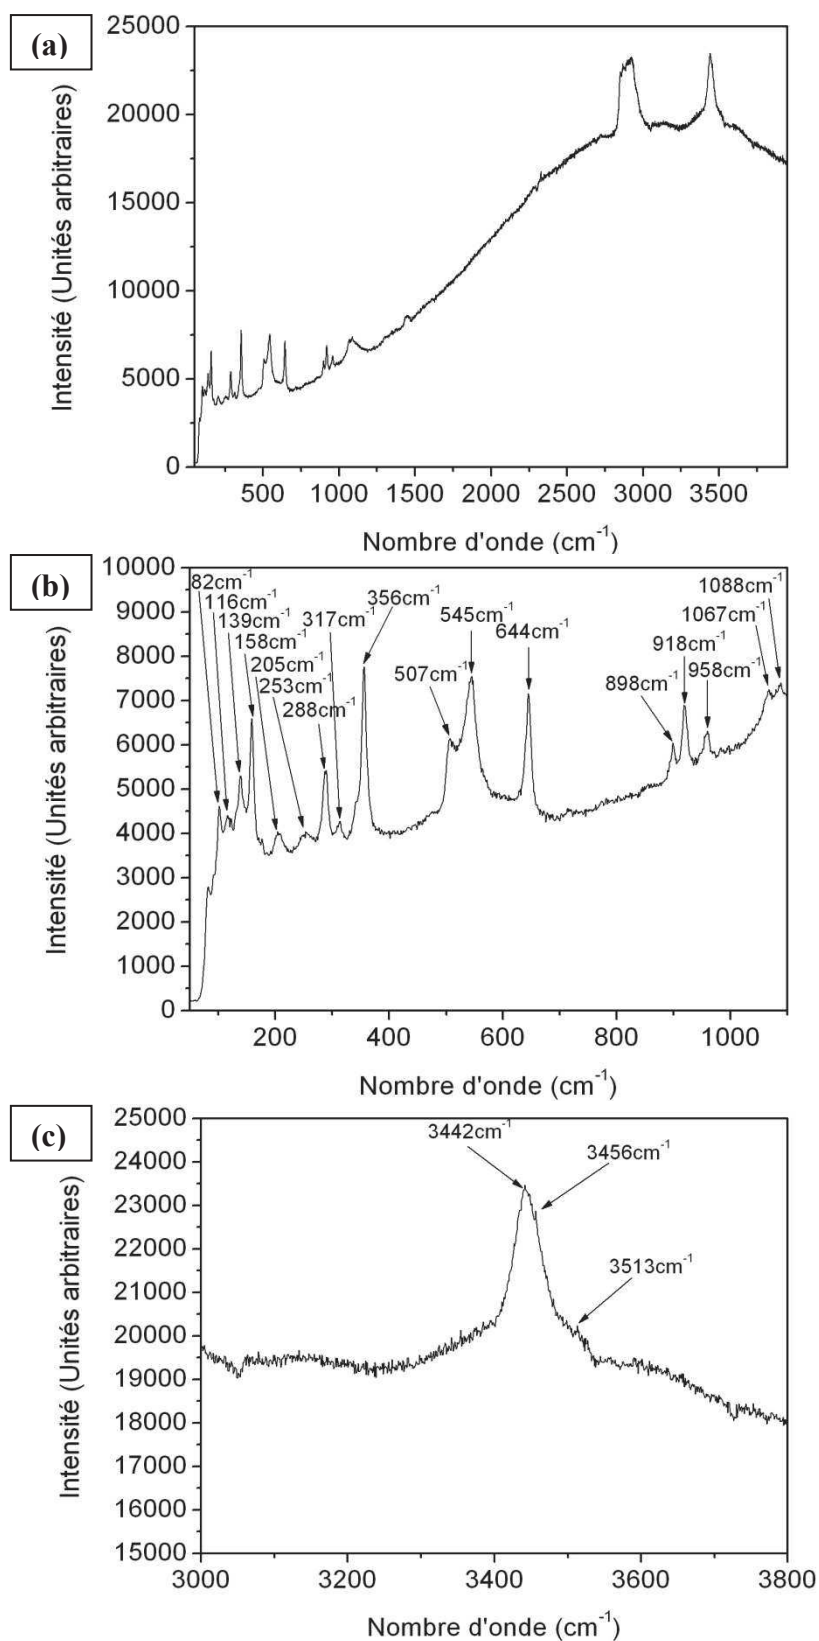 (a)
Intensité (Unités arbitraires)
25000
20000
15000
10000
5000
0
500 1000 1500 2000 2500 3000 3500
Nombre d'onde (cm⁻¹)
(b)
Intensité (Unités arbitraires)
10000
9000
8000
7000
6000
5000
4000
3000
2000
1000
0
82cm⁻¹
116cm⁻¹
139cm⁻¹
158cm⁻¹
205cm⁻¹
253cm⁻¹
288cm⁻¹
317cm⁻¹
356cm⁻¹
507cm⁻¹
545cm⁻¹
644cm⁻¹
898cm⁻¹
918cm⁻¹
958cm⁻¹
1067cm⁻¹
1088cm⁻¹
200 400 600 800 1000
Nombre d'onde (cm⁻¹)
(c)
Intensité (Unités arbitraires)
25000
24000
23000
22000
21000
20000
19000
18000
17000
16000
15000
3442cm⁻¹
3456cm⁻¹
3513cm⁻¹
3000 3200 3400 3600 3800
Nombre d'onde (cm⁻¹)